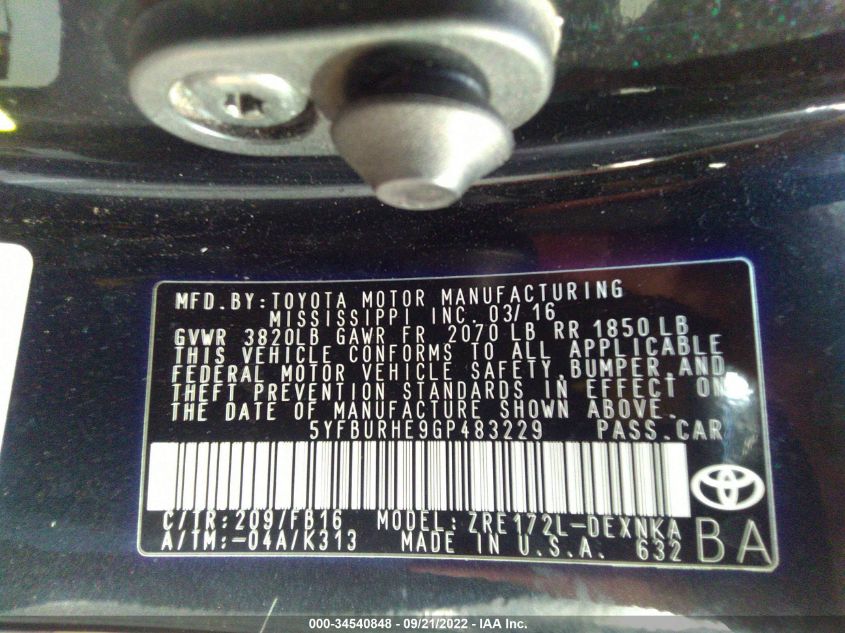 MFD.BY:TOYOTA MOTOR MANUFACTURING
MISSISSIPPI INC. 03/16
GVWR 3820LB GAWR FR 2070 LB RR 1850 LB
THIS VEHICLE CONFORMS TO ALL APPLICABLE
FEDERAL MOTOR VEHICLE SAFETY,BUMPER,AND
THEFT PREVENTION STANDARDS IN EFFECT ON
THE DATE OF MANUFACTURE SHOWN ABOVE.
5YFBURHE9GP483229 PASS.CAR
C/TR:209/FB16 MODEL: ZRE172L-DEXNKA
A/TM:-04A/K313 MADE IN U.S.A. 632
BA
000-34540848 - 09/21/2022 - IAA Inc.